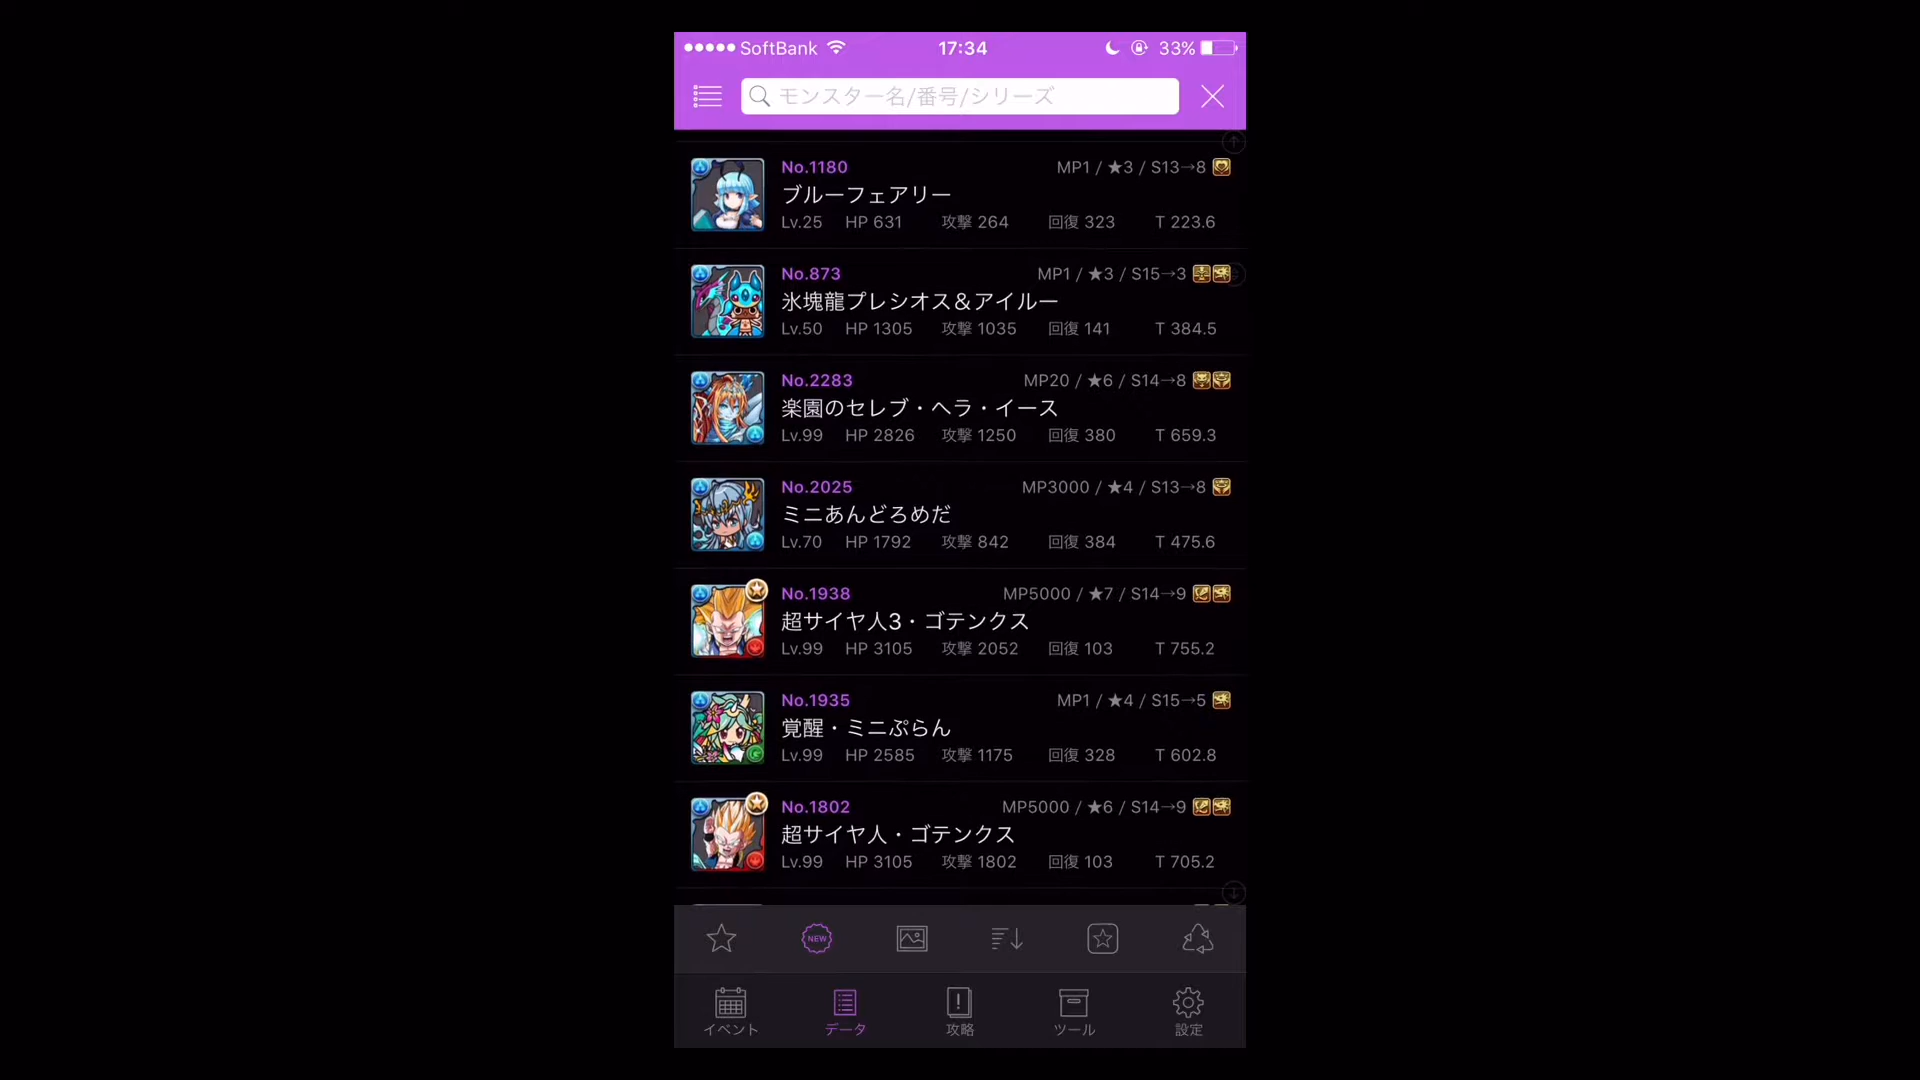 SoftBank 17:34 33%
モンスター名/番号/シリーズ
No.1180 MP1 / ★3 / S13→8
ブルーフェアリー
Lv.25 HP 631 攻撃 264 回復 323 T 223.6
No.873 MP1 / ★3 / S15→3
氷塊龍プレシオス&アイルー
Lv.50 HP 1305 攻撃 1035 回復 141 T 384.5
No.2283 MP20 / ★6 / S14→8
楽園のセレブ・ヘラ・イース
Lv.99 HP 2826 攻撃 1250 回復 380 T 659.3
No.2025 MP3000 / ★4 / S13→8
ミニあんどろめだ
Lv.70 HP 1792 攻撃 842 回復 384 T 475.6
No.1938 MP5000 / ★7 / S14→9
超サイヤ人3・ゴテンクス
Lv.99 HP 3105 攻撃 2052 回復 103 T 755.2
No.1935 MP1 / ★4 / S15→5
覚醒・ミニぷらん
Lv.99 HP 2585 攻撃 1175 回復 328 T 602.8
No.1802 MP5000 / ★6 / S14→9
超サイヤ人・ゴテンクス
Lv.99 HP 3105 攻撃 1802 回復 103 T 705.2
NEW
イベント データ 攻略 ツール 設定